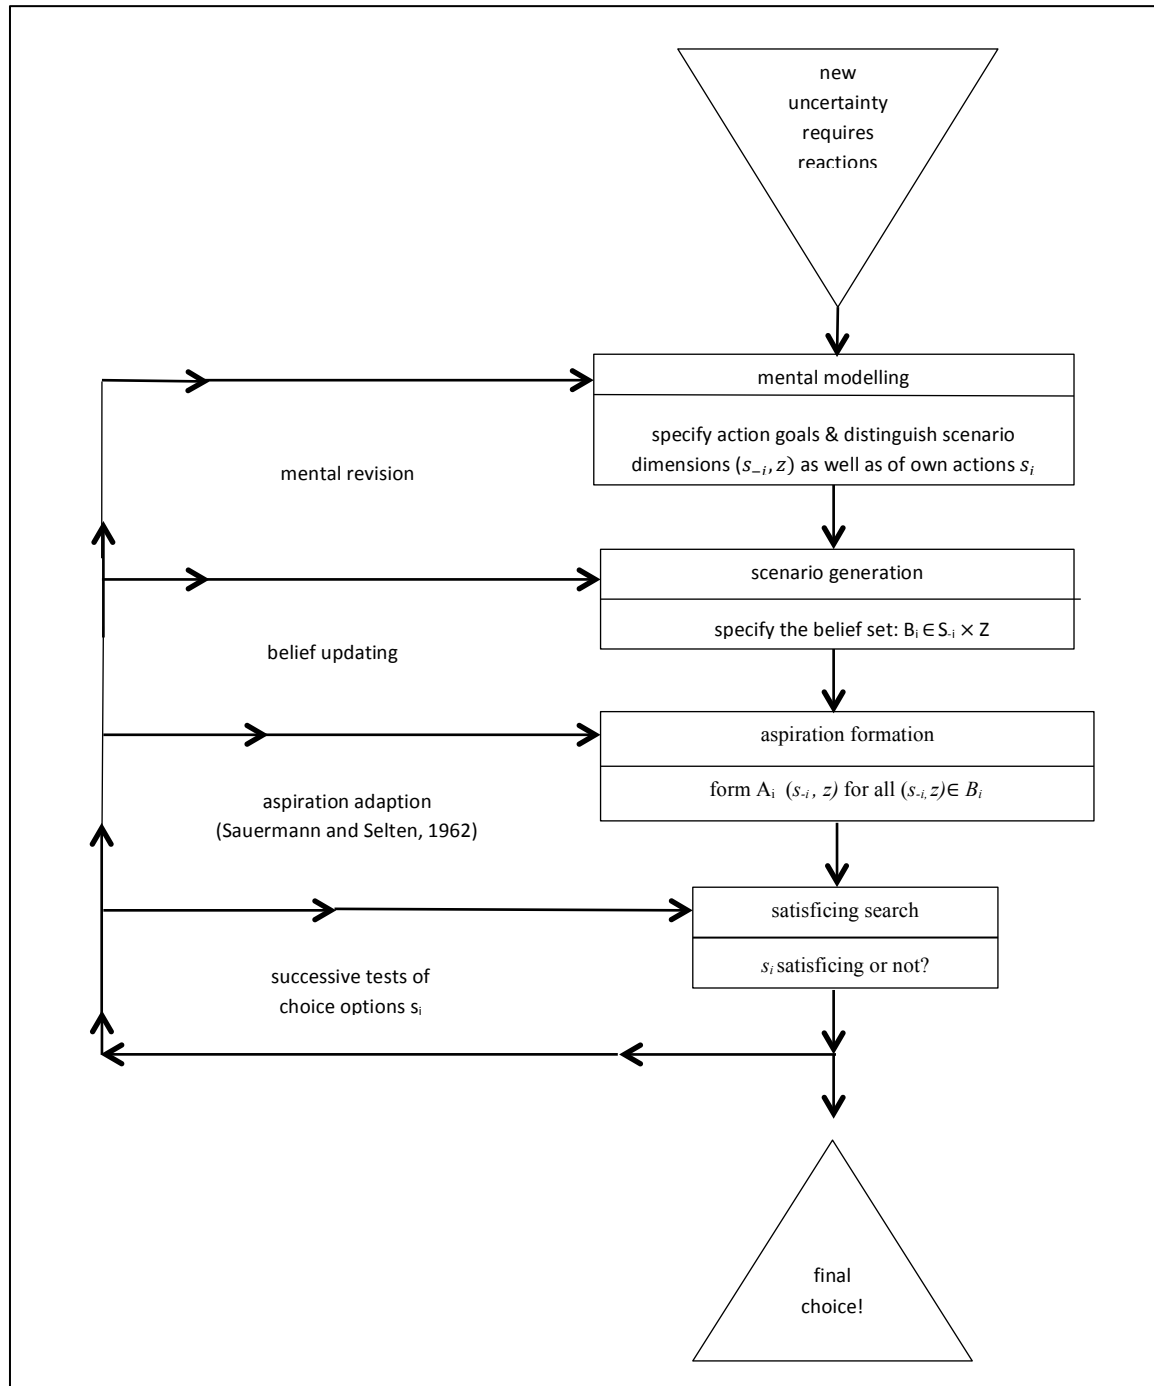 new
uncertainty
requires
reactions
mental modelling
specify action goals & distinguish scenario
dimensions (s₋ᵢ, z) as well as of own actions sᵢ
mental revision
scenario generation
specify the belief set: Bᵢ ∈ S₋ᵢ × Z
belief updating
aspiration formation
form Aᵢ (s₋ᵢ, z) for all (s₋ᵢ, z) ∈ Bᵢ
aspiration adaption
(Sauermann and Selten, 1962)
satisficing search
sᵢ satisficing or not?
successive tests of
choice options sᵢ
final
choice!